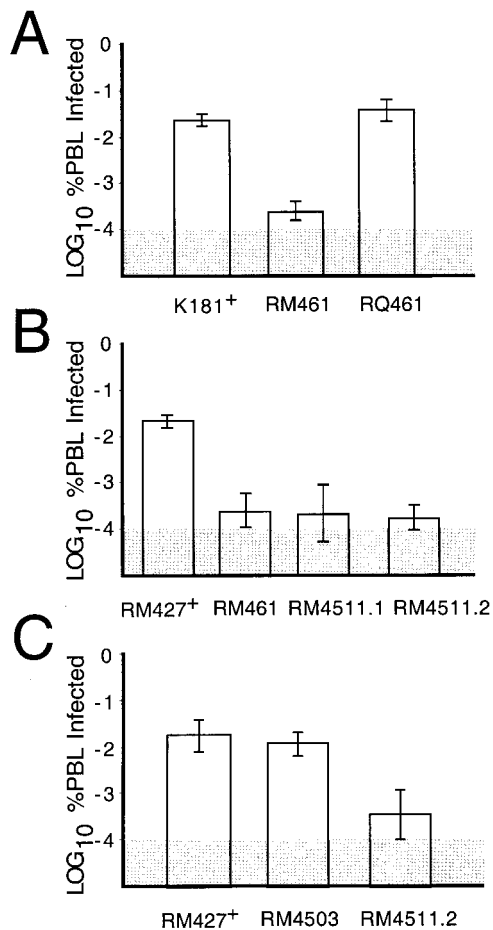 A
LOG10 %PBL Infected
0
-1
-2
-3
-4
K181+ RM461 RQ461
B
LOG10 %PBL Infected
0
-1
-2
-3
-4
RM427+ RM461 RM4511.1 RM4511.2
C
LOG10 %PBL Infected
0
-1
-2
-3
-4
RM427+ RM4503 RM4511.2